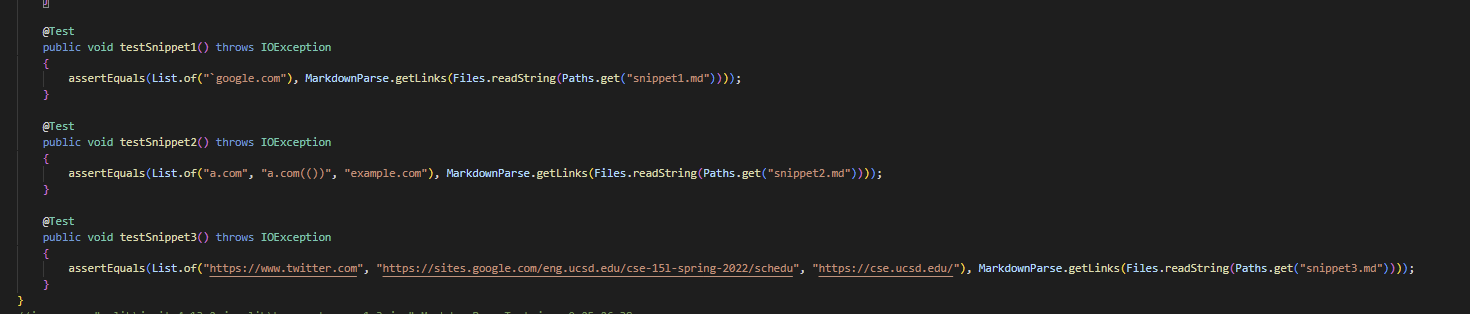 }
@Test
public void testSnippet1() throws IOException
{
assertEquals(List.of("`google.com"), MarkdownParse.getLinks(Files.readString(Paths.get("snippet1.md"))));
}
@Test
public void testSnippet2() throws IOException
{
assertEquals(List.of("a.com", "a.com(())", "example.com"), MarkdownParse.getLinks(Files.readString(Paths.get("snippet2.md"))));
}
@Test
public void testSnippet3() throws IOException
{
assertEquals(List.of("https://www.twitter.com", "https://sites.google.com/eng.ucsd.edu/cse-15l-spring-2022/schedu", "https://cse.ucsd.edu/"), MarkdownParse.getLinks(Files.readString(Paths.get("snippet3.md"))));
}
}